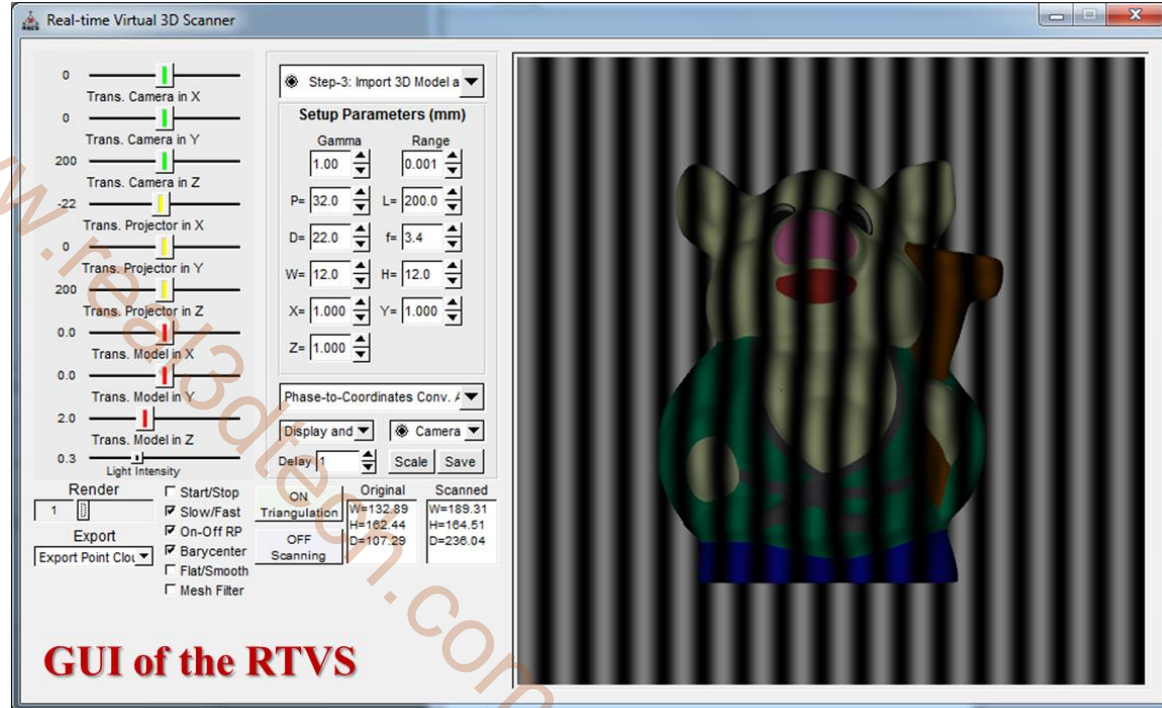 Real-time Virtual 3D Scanner
0
Trans. Camera in X
0
Trans. Camera in Y
200
Trans. Camera in Z
-22
Trans. Projector in X
0
Trans. Projector in Y
200
Trans. Projector in Z
0.0
Trans. Model in X
0.0
Trans. Model in Y
2.0
Trans. Model in Z
0.3
Light Intensity
Render
1
Export
Export Point Clou
Start/Stop
Slow/Fast
On-Off RP
Barycenter
Flat/Smooth
Mesh Filter
Step-3: Import 3D Model a
Setup Parameters (mm)
Gamma Range
1.00 0.001
P= 32.0 L= 200.0
D= 22.0 f= 3.4
W= 12.0 H= 12.0
X= 1.000 Y= 1.000
Z= 1.000
Phase-to-Coordinates Conv. A
Display and Camera
Delay 1 Scale Save
ON
Triangulation
OFF
Scanning
Original
W=132.89
H=162.44
D=107.29
Scanned
W=189.31
H=164.51
D=236.04
GUI of the RTVS
www.real3dtech.com